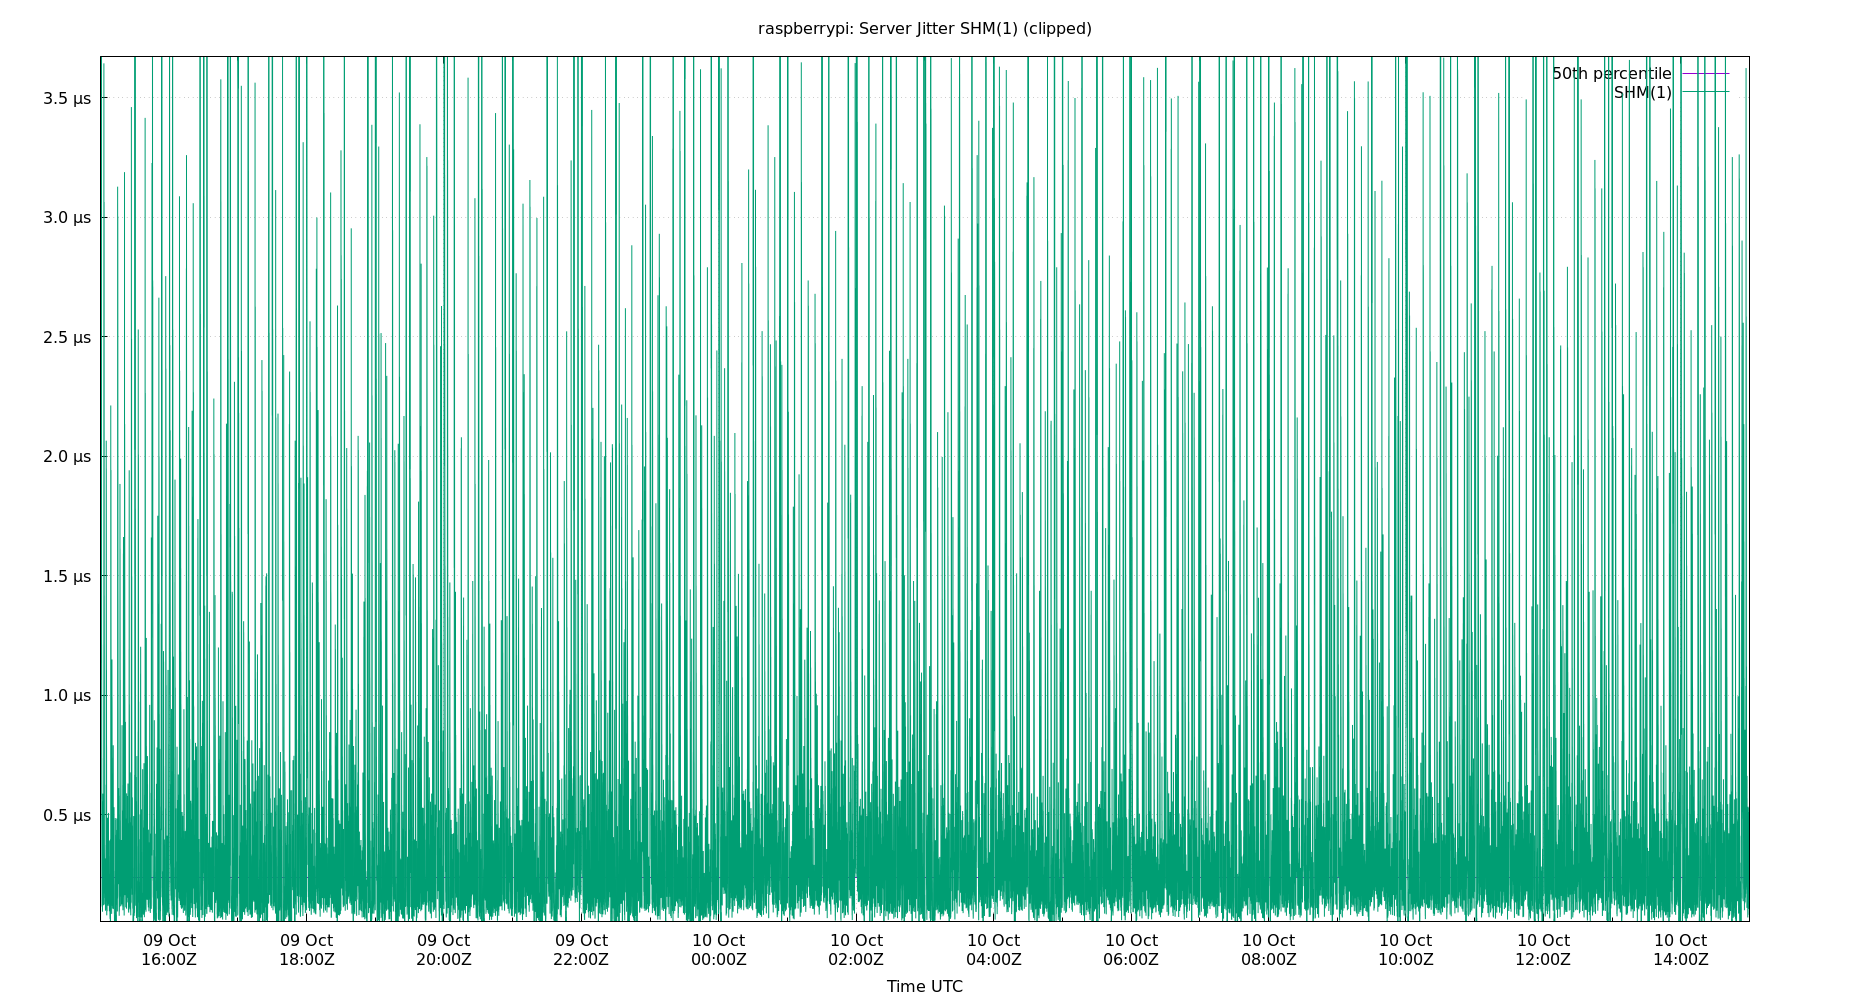 raspberrypi: Server Jitter SHM(1) (clipped)
50th percentile
SHM(1)
3.5 µs
3.0 µs
2.5 µs
2.0 µs
1.5 µs
1.0 µs
0.5 µs
09 Oct 09 Oct 09 Oct 09 Oct 10 Oct 10 Oct 10 Oct 10 Oct 10 Oct 10 Oct 10 Oct 10 Oct
16:00Z 18:00Z 20:00Z 22:00Z 00:00Z 02:00Z 04:00Z 06:00Z 08:00Z 10:00Z 12:00Z 14:00Z
Time UTC